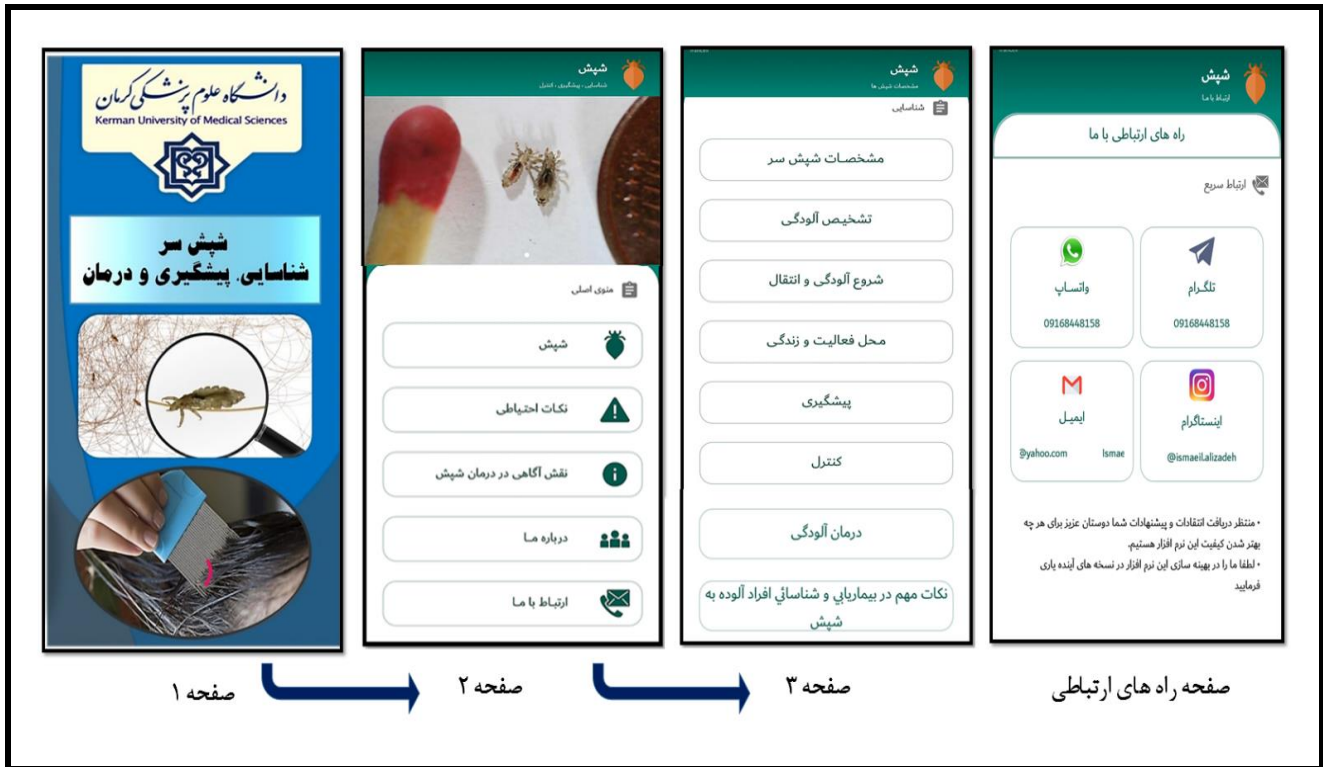 دانشگاه علوم پزشکی کرمان
Kerman University of Medical Sciences
شپش سر
شناسایی، پیشگیری و درمان
صفحه ۱
شپش
شناسایی ، پیشگیری ، کنترل
منوی اصلی
شپش
نکات احتیاطی
نقش آگاهی در درمان شپش
درباره ما
ارتباط با ما
صفحه ۲
شپش
مشخصات شپش ها
شناسایی
مشخصات شپش سر
تشخیص آلودگی
شروع آلودگی و انتقال
محل فعالیت و زندگی
پیشگیری
کنترل
درمان آلودگی
نکات مهم در بیماریابي و شناسائي افراد آلوده به
شپش
صفحه ۳
شپش
ارتباط با ما
راه های ارتباطی با ما
ارتباط سریع
تلگرام
09168448158
واتساپ
09168448158
اینستاگرام
@ismaeil.alizadeh
ایمیل
Ismae @yahoo.com
• منتظر دریافت انتقادات و پیشنهادات شما دوستان عزیز برای هر چه
بهتر شدن کیفیت این نرم افزار هستیم.
• لطفا ما را در بهینه سازی این نرم افزار در نسخه های آینده یاری
فرمایید
صفحه راه های ارتباطی